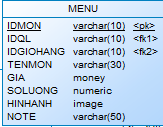 MENU
IDMON varchar(10) <pk>
IDQL varchar(10) <fk1>
IDGIOHANG varchar(10) <fk2>
TENMON varchar(30)
GIA money
SOLUONG numeric
HINHANH image
NOTE varchar(50)